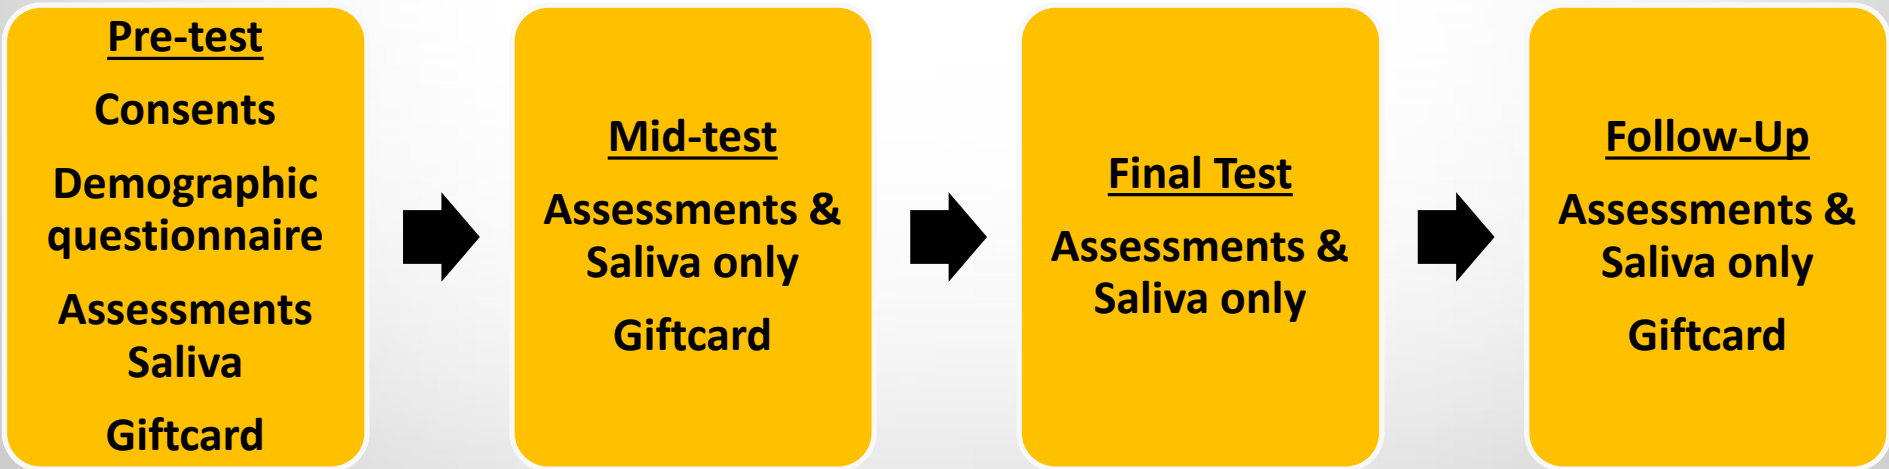 Pre-test
Consents
Demographic
questionnaire
Assessments
Saliva
Giftcard
Mid-test
Assessments &
Saliva only
Giftcard
Final Test
Assessments &
Saliva only
Follow-Up
Assessments &
Saliva only
Giftcard